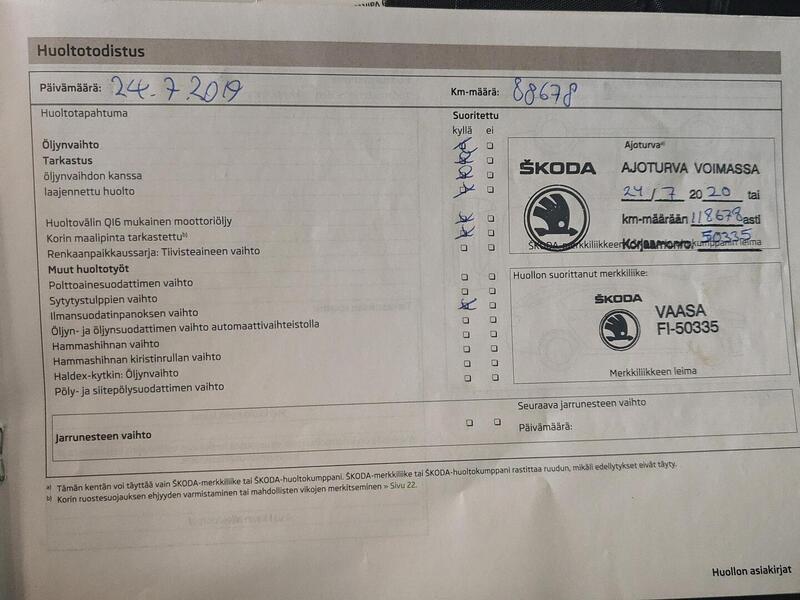 Huoltotodistus
Päivämäärä: 24.7.2019 Km-määrä: 88678
Huoltotapahtuma Suoritettu
kyllä ei
Öljynvaihto
Tarkastus
öljynvaihdon kanssa
laajennettu huolto
Huoltovälin QI6 mukainen moottoriöljy
Korin maalipinta tarkastettu b)
Renkaanpaikkaussarja: Tiivisteaineen vaihto
Muut huoltotyöt
Polttoainesuodattimen vaihto
Sytytystulppien vaihto
Ilmansuodatinpanoksen vaihto
Öljyn- ja öljynsuodattimen vaihto automaattivaihteistolla
Hammashihnan vaihto
Hammashihnan kiristinrullan vaihto
Haldex-kytkin: Öljynvaihto
Pöly- ja siitepölysuodattimen vaihto
Ajoturva a)
ŠKODA
AJOTURVA VOIMASSA
24/7 2020 tai
km-määrään 118678 asti
Korjaamonro. 50335
Huollon suorittanut merkkiliike:
ŠKODA
VAASA
FI-50335
Merkkiliikkeen leima
Jarrunesteen vaihto
Seuraava jarrunesteen vaihto
Päivämäärä:
a) Tämän kentän voi täyttää vain ŠKODA-merkkiliike tai ŠKODA-huoltokumppani. ŠKODA-merkkiliike tai ŠKODA-huoltokumppani rastittaa ruudun, mikäli edellytykset eivät täyty.
b) Korin ruostesuojauksen ehjyyden varmistaminen tai mahdollisten vikojen merkitseminen » Sivu 22.
Huollon asiakirjat